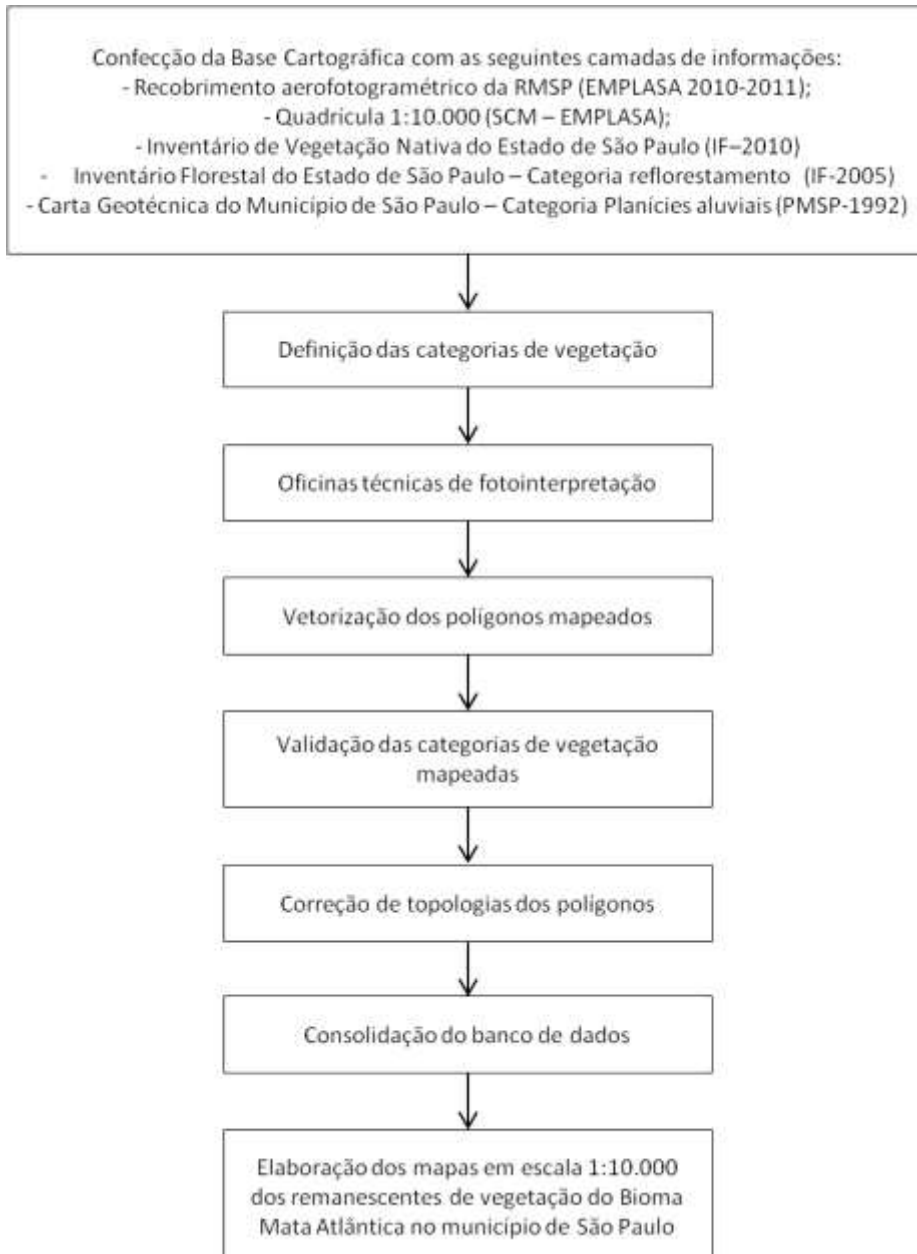 Confecção da Base Cartográfica com as seguintes camadas de informações:
- Recobrimento aerofotogramétrico da RMSP (EMPLASA 2010-2011);
- Quadrícula 1:10.000 (SCM – EMPLASA);
- Inventário de Vegetação Nativa do Estado de São Paulo (IF–2010)
- Inventário Florestal do Estado de São Paulo – Categoria reflorestamento (IF-2005)
- Carta Geotécnica do Município de São Paulo – Categoria Planícies aluviais (PMSP-1992)
Definição das categorias de vegetação
Oficinas técnicas de fotointerpretação
Vetorização dos polígonos mapeados
Validação das categorias de vegetação
mapeadas
Correção de topologias dos polígonos
Consolidação do banco de dados
Elaboração dos mapas em escala 1:10.000
dos remanescentes de vegetação do Bioma
Mata Atlântica no município de São Paulo